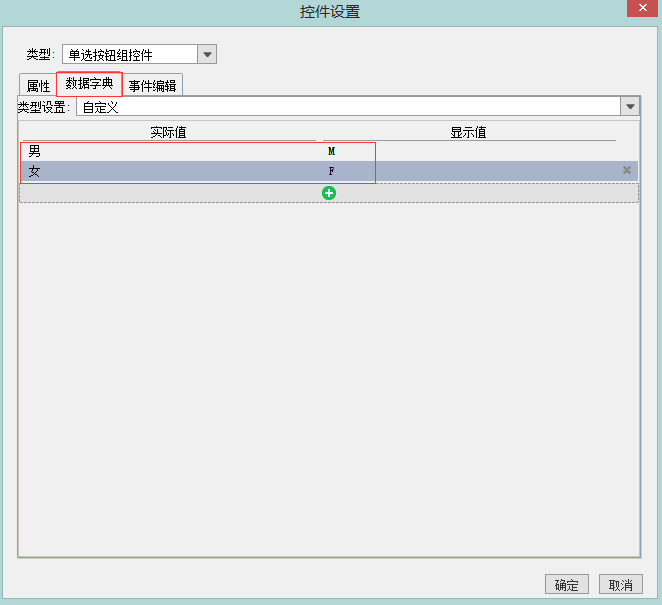 控件设置
类型: 单选按钮组控件
属性 数据字典 事件编辑
类型设置: 自定义
实际值 显示值
男 M
女 F
确定 取消